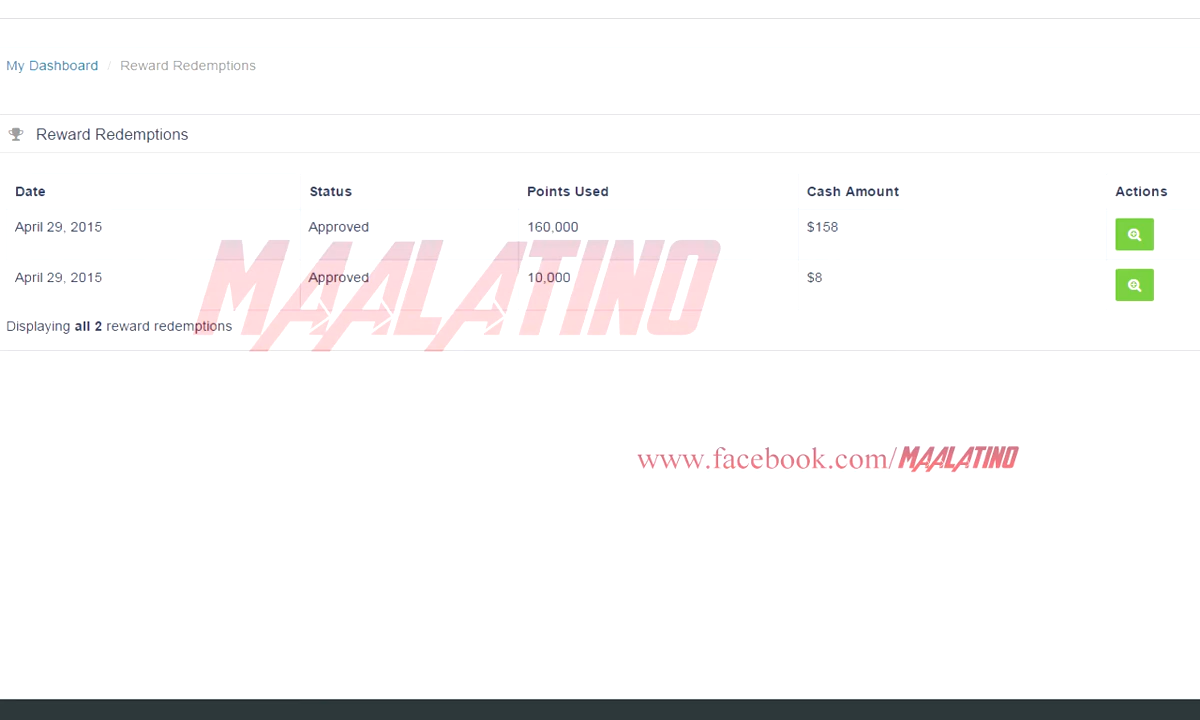 My Dashboard / Reward Redemptions
Reward Redemptions
Date Status Points Used Cash Amount Actions
April 29, 2015 Approved 160,000 $158
MAALATINO
April 29, 2015 Approved 10,000 $8
Displaying all 2 reward redemptions
www.facebook.com/MAALATINO